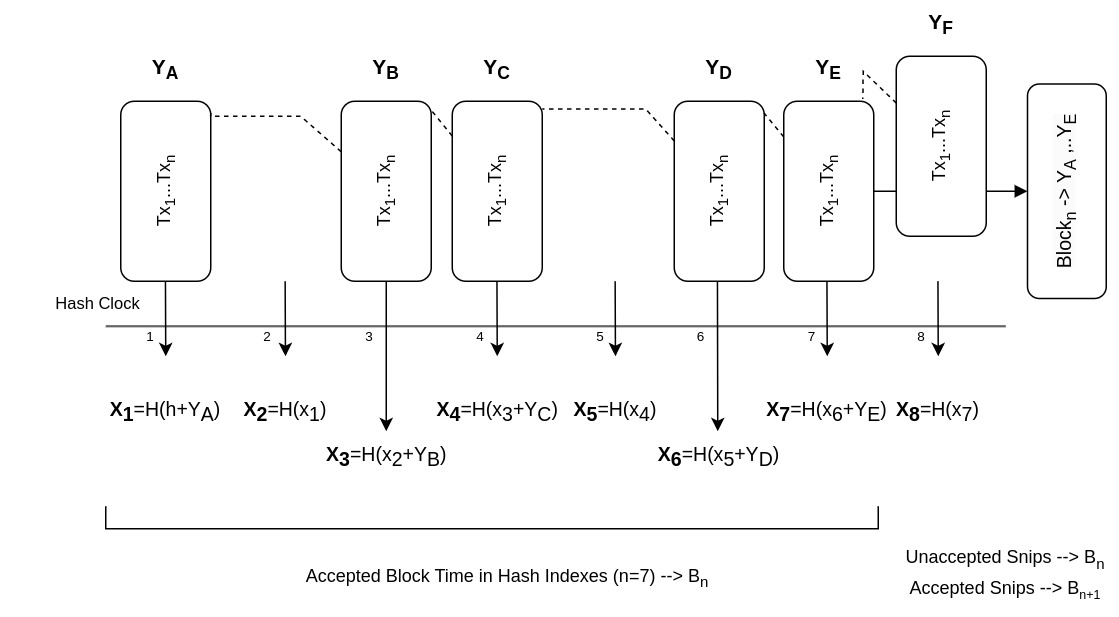 Y_F
Y_A
Y_B
Y_C
Y_D
Y_E
Tx_1...Tx_n
Tx_1...Tx_n
Tx_1...Tx_n
Tx_1...Tx_n
Tx_1...Tx_n
Tx_1...Tx_n
Block_n -> Y_A ,..Y_E
Hash Clock
1
2
3
4
5
6
7
8
X_1=H(h+Y_A)
X_2=H(x_1)
X_4=H(x_3+Y_C)
X_5=H(x_4)
X_7=H(x_6+Y_E)
X_8=H(x_7)
X_3=H(x_2+Y_B)
X_6=H(x_5+Y_D)
Accepted Block Time in Hash Indexes (n=7) --> B_n
Unaccepted Snips --> B_n
Accepted Snips --> B_n+1